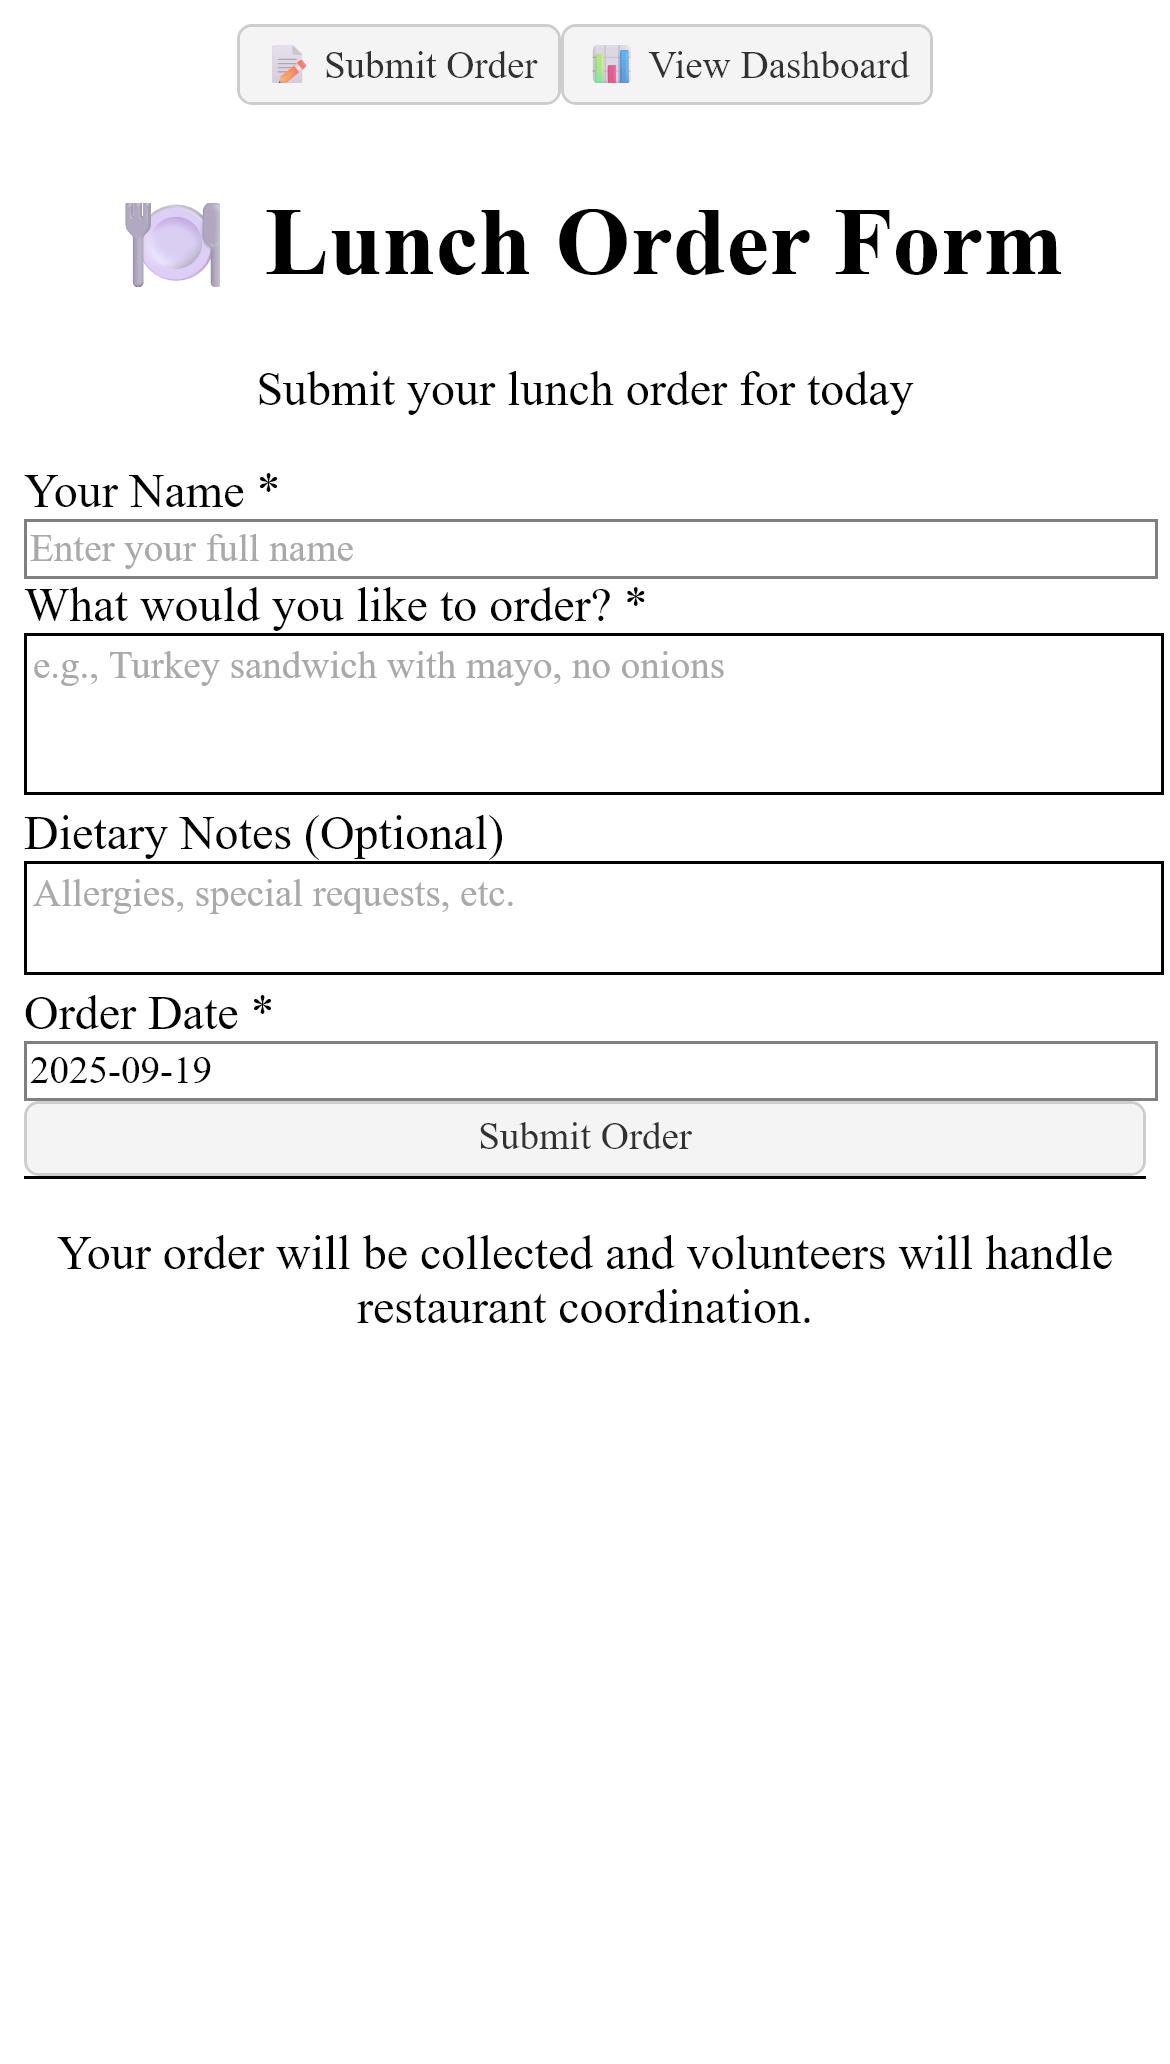 Submit Order
View Dashboard
Lunch Order Form
Submit your lunch order for today
Your Name *
Enter your full name
What would you like to order? *
e.g., Turkey sandwich with mayo, no onions
Dietary Notes (Optional)
Allergies, special requests, etc.
Order Date *
2025-09-19
Submit Order
Your order will be collected and volunteers will handle
restaurant coordination.